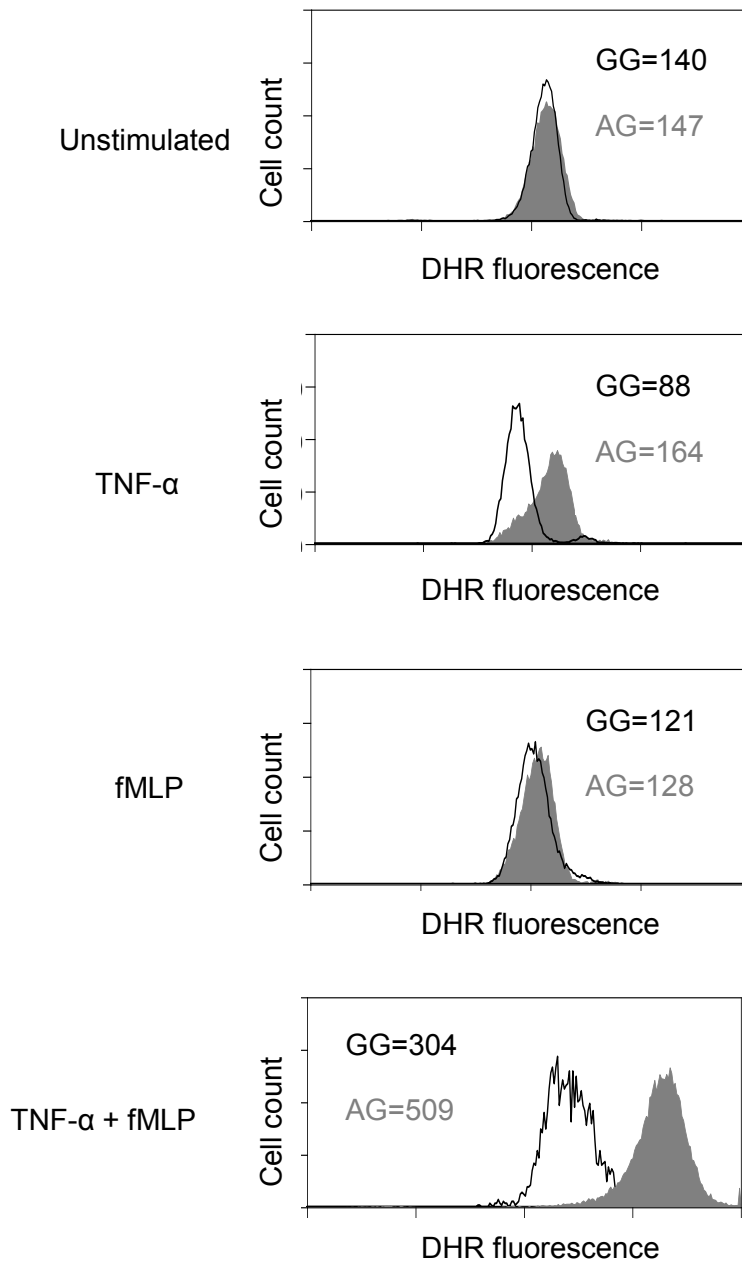 GG=140
AG=147
Unstimulated
Cell count
DHR fluorescence
GG=88
AG=164
TNF-α
Cell count
DHR fluorescence
GG=121
AG=128
fMLP
Cell count
DHR fluorescence
GG=304
AG=509
TNF-α + fMLP
Cell count
DHR fluorescence